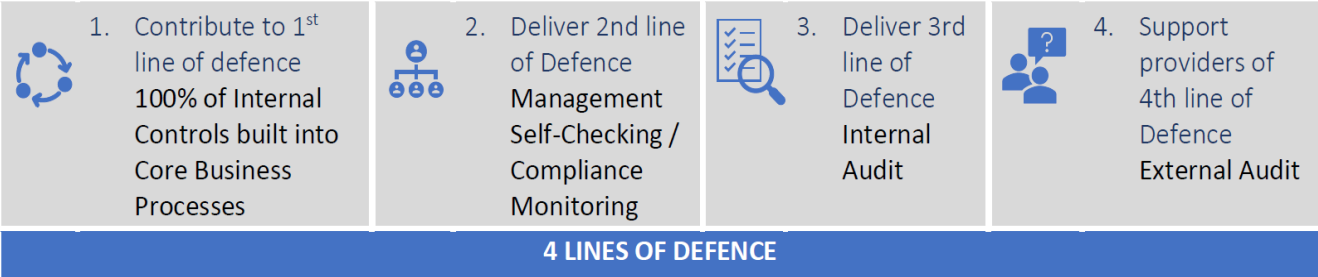 1. Contribute to 1st
line of defence
100% of Internal
Controls built into
Core Business
Processes
2. Deliver 2nd line
of Defence
Management
Self-Checking /
Compliance
Monitoring
3. Deliver 3rd
line of
Defence
Internal
Audit
?
4. Support
providers of
4th line of
Defence
External Audit
4 LINES OF DEFENCE